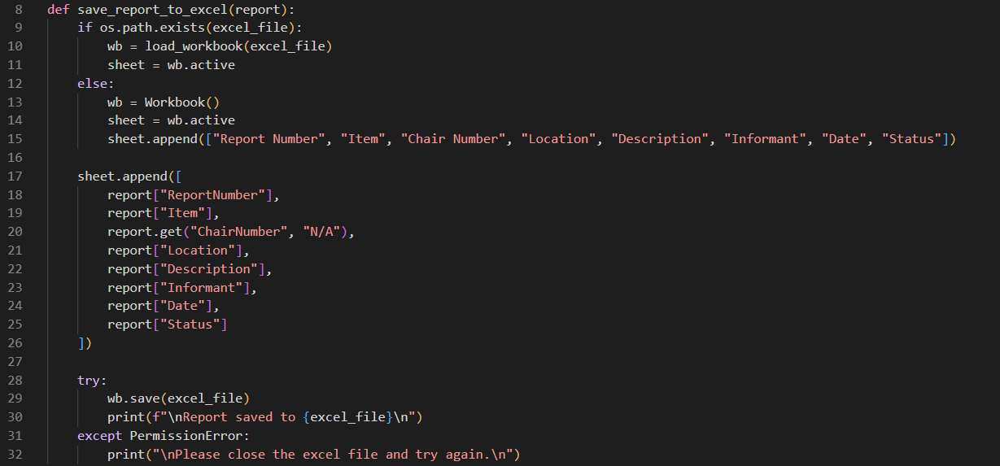 8 def save_report_to_excel(report):
9     if os.path.exists(excel_file):
10         wb = load_workbook(excel_file)
11         sheet = wb.active
12     else:
13         wb = Workbook()
14         sheet = wb.active
15         sheet.append(["Report Number", "Item", "Chair Number", "Location", "Description", "Informant", "Date", "Status"])
16
17     sheet.append([
18         report["ReportNumber"],
19         report["Item"],
20         report.get("ChairNumber", "N/A"),
21         report["Location"],
22         report["Description"],
23         report["Informant"],
24         report["Date"],
25         report["Status"]
26     ])
27
28     try:
29         wb.save(excel_file)
30         print(f"\nReport saved to {excel_file}\n")
31     except PermissionError:
32         print("\nPlease close the excel file and try again.\n")